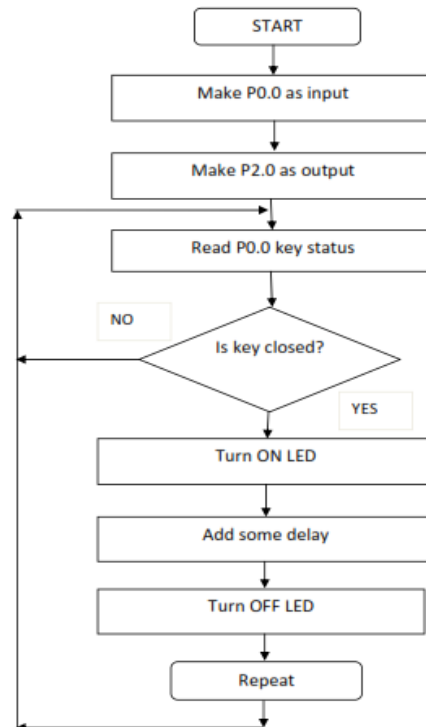 START
Make P0.0 as input
Make P2.0 as output
Read P0.0 key status
NO
Is key closed?
YES
Turn ON LED
Add some delay
Turn OFF LED
Repeat